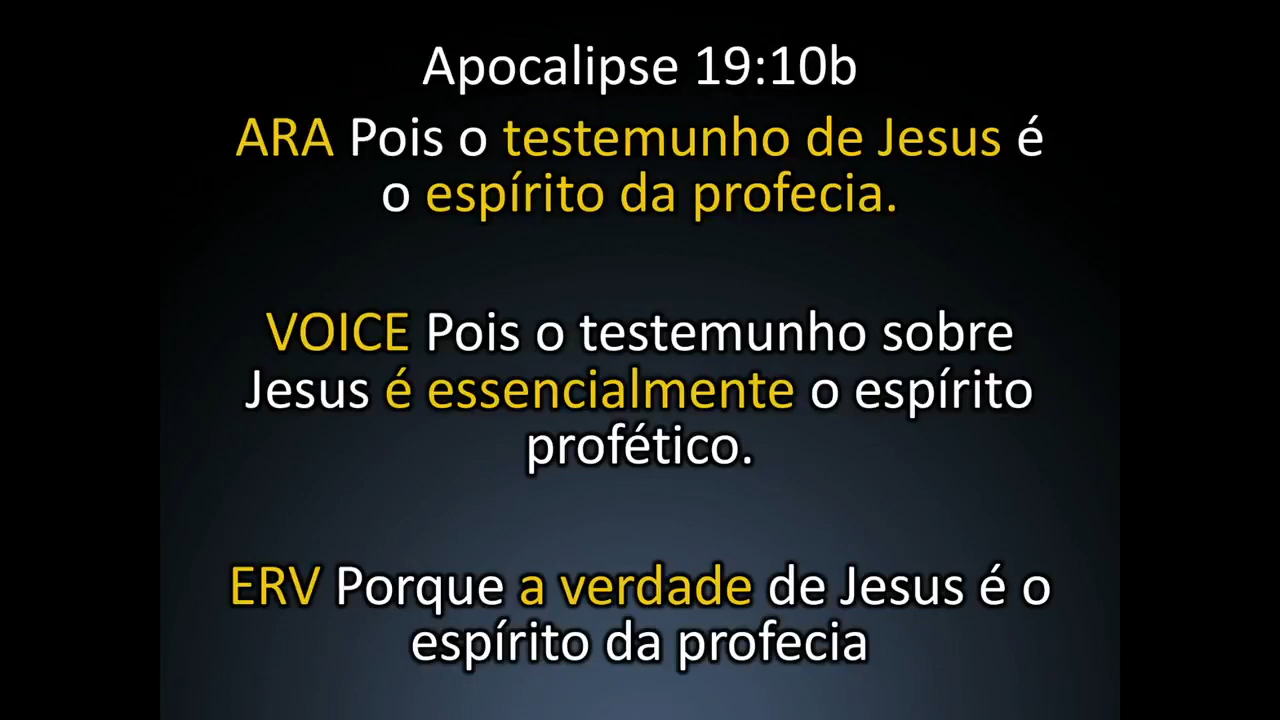 Apocalipse 19:10b
ARA Pois o testemunho de Jesus é
o espírito da profecia.
VOICE Pois o testemunho sobre
Jesus é essencialmente o espírito
profético.
ERV Porque a verdade de Jesus é o
espírito da profecia